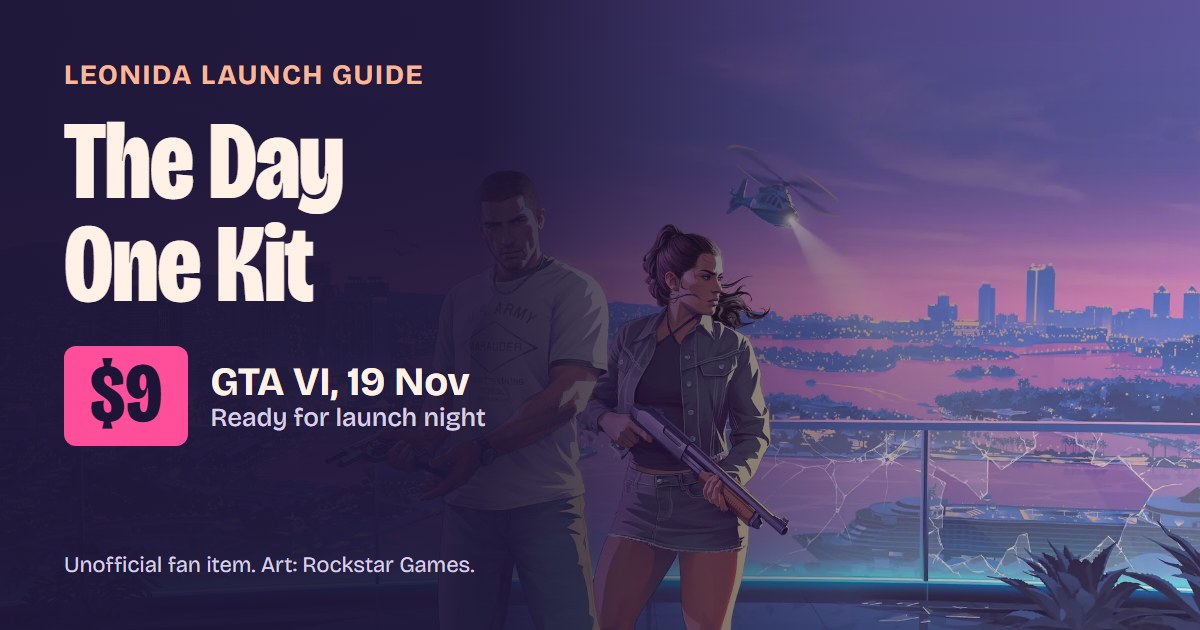 LEONIDA LAUNCH GUIDE
The Day
One Kit
$9
GTA VI, 19 Nov
Ready for launch night
ARMY
Unofficial fan item. Art: Rockstar Games.